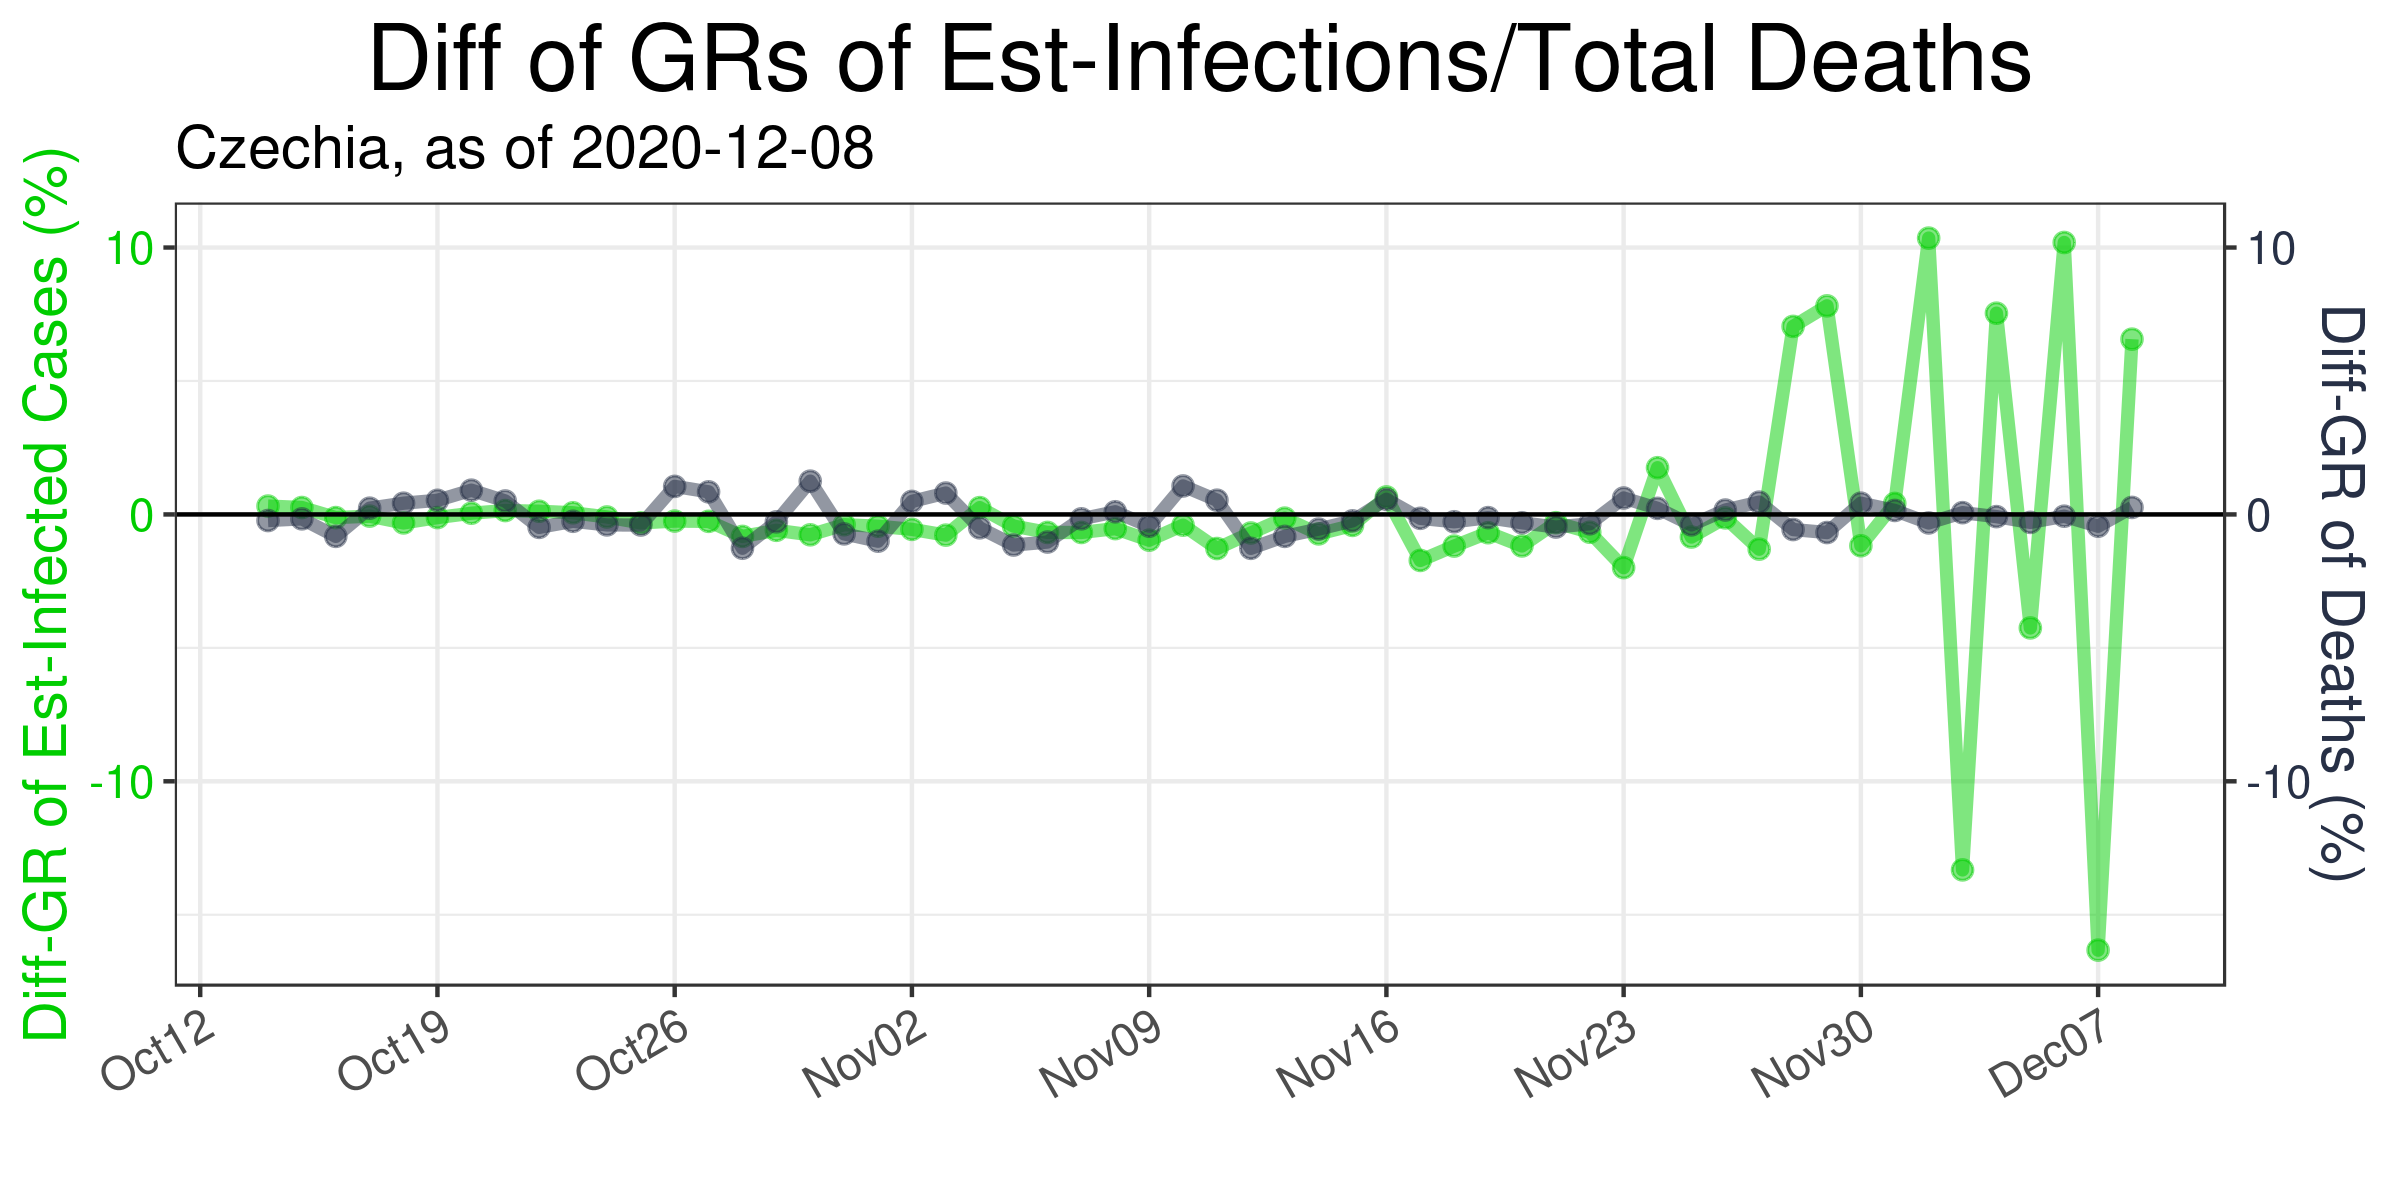 Diff of GRs of Est-Infections/Total Deaths
Czechia, as of 2020-12-08
Diff-GR of Est-Infected Cases (%)
10
0
-10
10
0
-10
Diff-GR of Deaths (%)
Oct12
Oct19
Oct26
Nov02
Nov09
Nov16
Nov23
Nov30
Dec07